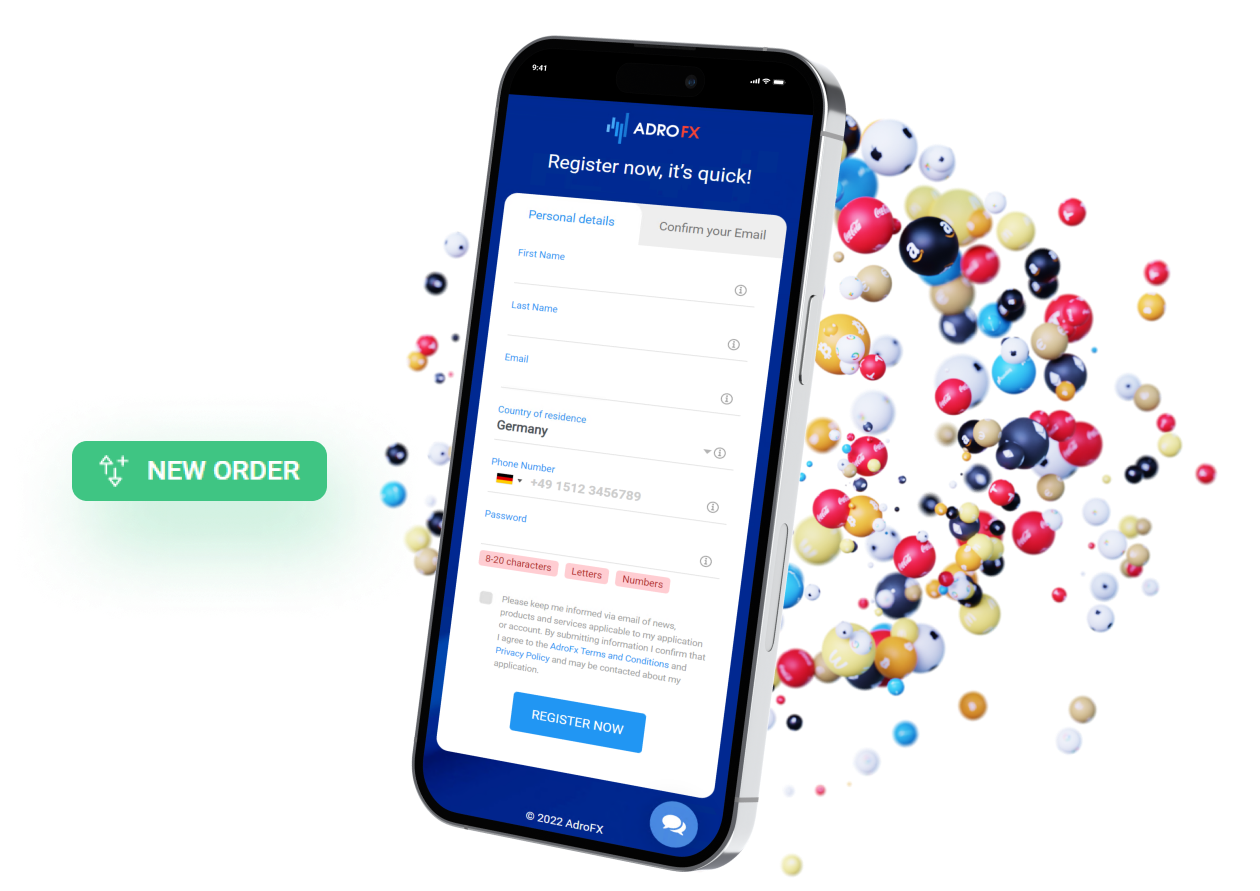 9:41
ADROFX
Register now, it's quick!
Personal details
Confirm your Email
First Name
Last Name
Email
Country of residence
Germany
Phone Number
+49 1512 3456789
Password
8-20 characters
Letters
Numbers
Please keep me informed via email of news,
products and services applicable to my application
or account. By submitting information I confirm that
I agree to the AdroFx Terms and Conditions and
Privacy Policy and may be contacted about my
application.
REGISTER NOW
© 2022 AdroFX
NEW ORDER